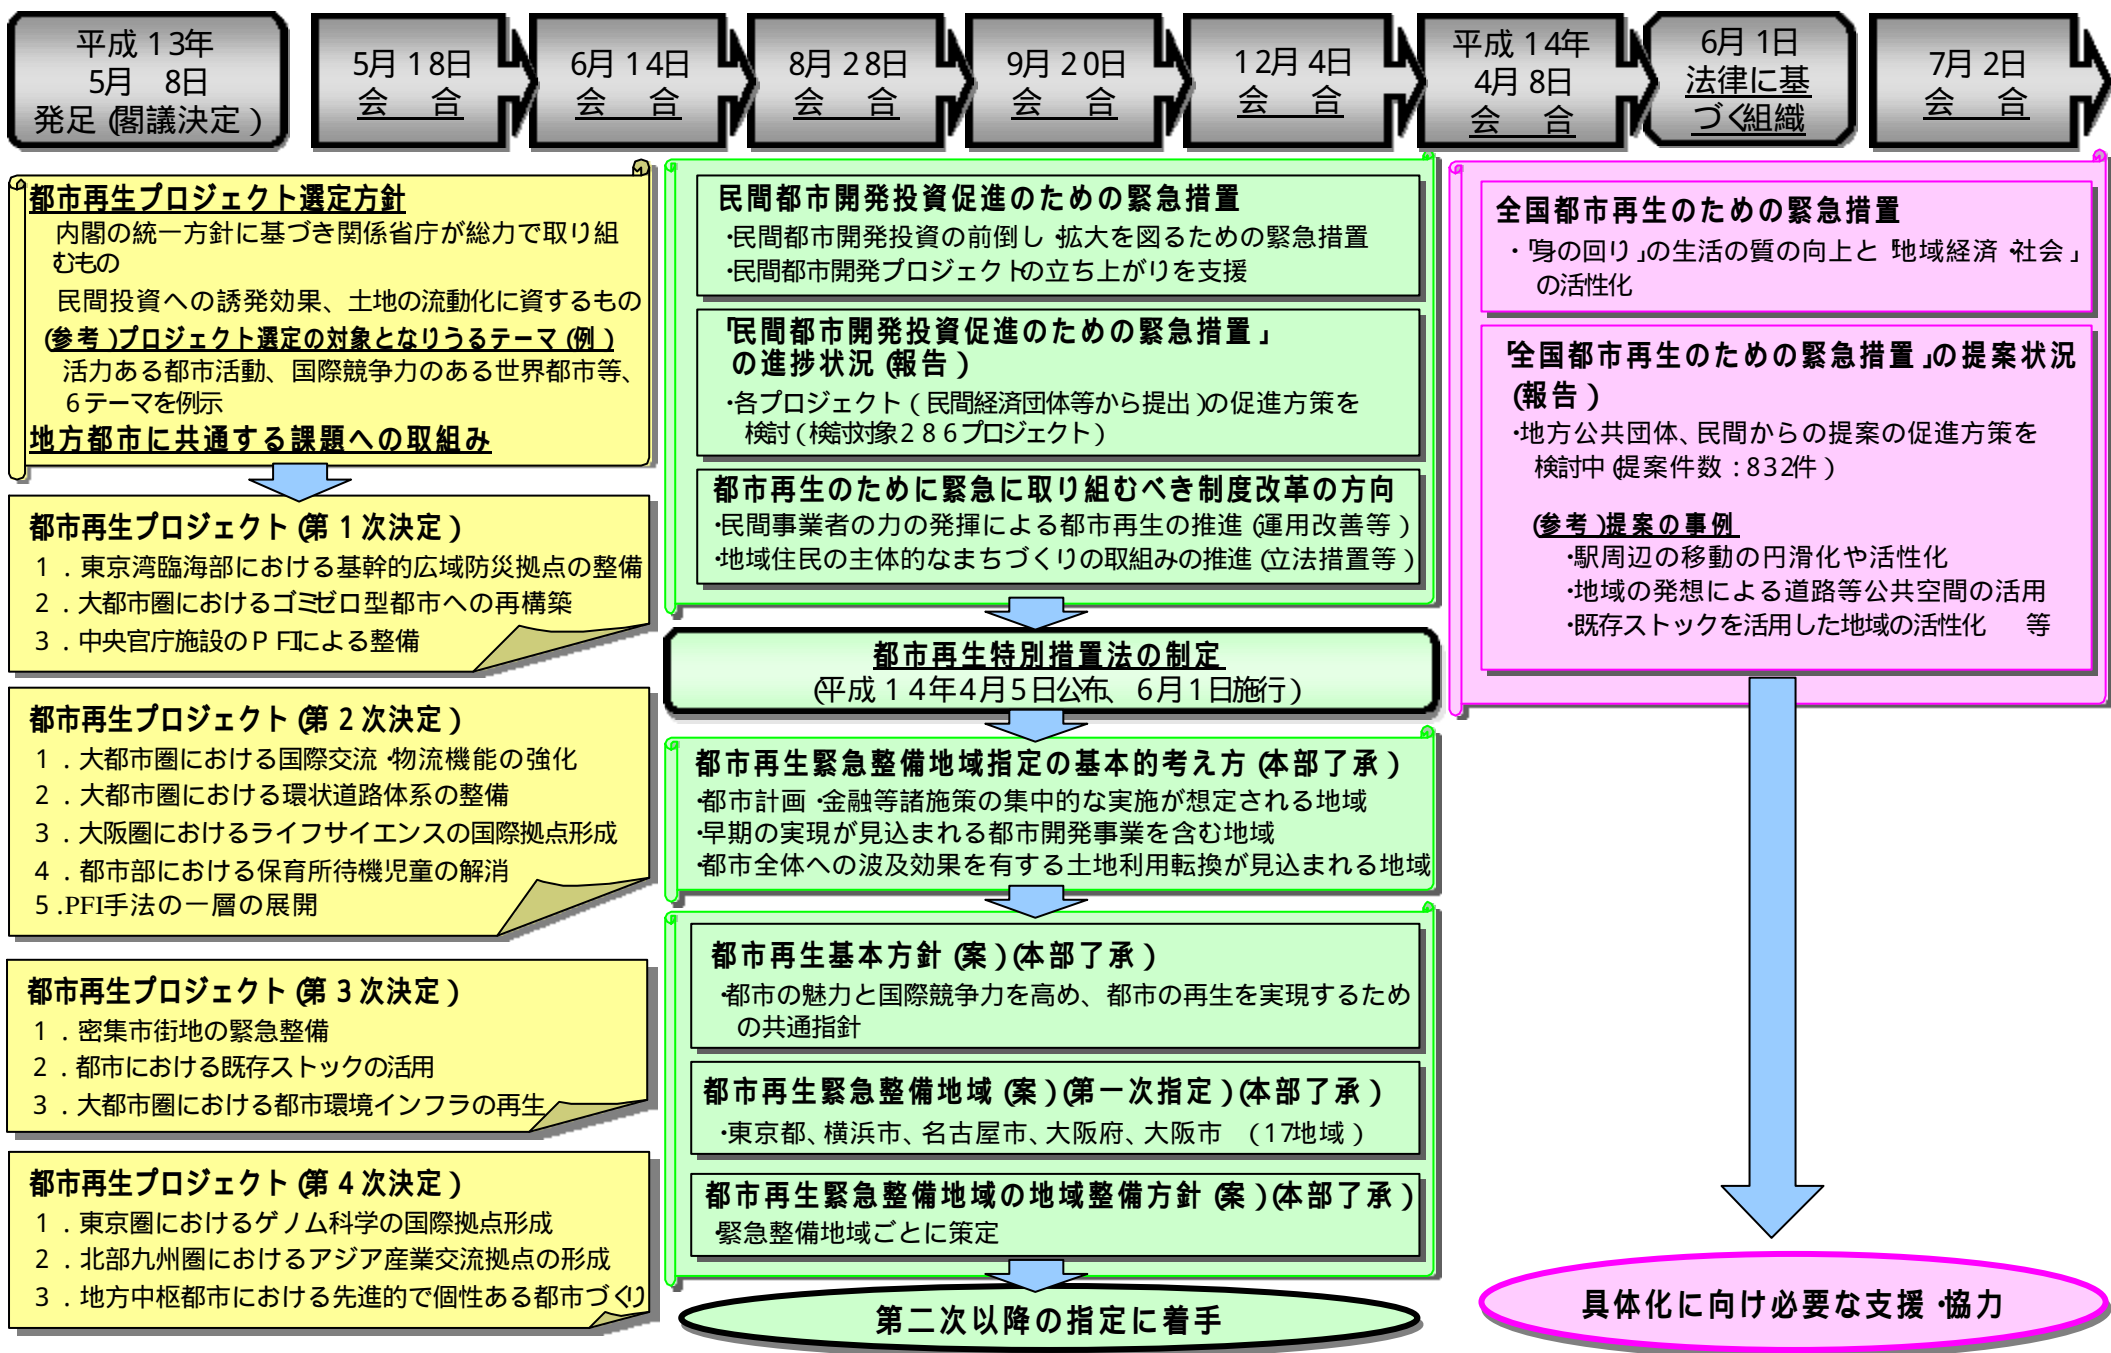 平成13年
5月 8日
発足(閣議決定)
5月18日
会 合
6月14日
会 合
8月28日
会 合
9月20日
会 合
12月4日
会 合
平成14年
4月8日
会 合
6月1日
法律に基
づく組織
7月2日
会 合
都市再生プロジェクト選定方針
内閣の統一方針に基づき関係省庁が総力で取り組
むもの
民間投資への誘発効果、土地の流動化に資するもの
(参考)プロジェクト選定の対象となりうるテーマ(例)
活力ある都市活動、国際競争力のある世界都市等、
6テーマを例示
地方都市に共通する課題への取組み
都市再生プロジェクト(第1次決定)
1.東京湾臨海部における基幹的広域防災拠点の整備
2.大都市圏におけるゴミゼロ型都市への再構築
3.中央官庁施設のPFIによる整備
都市再生プロジェクト(第2次決定)
1.大都市圏における国際交流・物流機能の強化
2.大都市圏における環状道路体系の整備
3.大阪圏におけるライフサイエンスの国際拠点形成
4.都市部における保育所待機児童の解消
5.PFI手法の一層の展開
都市再生プロジェクト(第3次決定)
1.密集市街地の緊急整備
2.都市における既存ストックの活用
3.大都市圏における都市環境インフラの再生
都市再生プロジェクト(第4次決定)
1.東京圏におけるゲノム科学の国際拠点形成
2.北部九州圏におけるアジア産業交流拠点の形成
3.地方中枢都市における先進的で個性ある都市づくり
民間都市開発投資促進のための緊急措置
・民間都市開発投資の前倒し・拡大を図るための緊急措置
・民間都市開発プロジェクトの立ち上がりを支援
「民間都市開発投資促進のための緊急措置」
の進捗状況(報告)
・各プロジェクト(民間経済団体等から提出)の促進方策を
検討(検討対象286プロジェクト)
都市再生のために緊急に取り組むべき制度改革の方向
・民間事業者の力の発揮による都市再生の推進(運用改善等)
・地域住民の主体的なまちづくりの取組みの推進(立法措置等)
都市再生特別措置法の制定
(平成14年4月5日公布、6月1日施行)
都市再生緊急整備地域指定の基本的考え方(本部了承)
・都市計画・金融等諸施策の集中的な実施が想定される地域
・早期の実現が見込まれる都市開発事業を含む地域
・都市全体への波及効果を有する土地利用転換が見込まれる地域
都市再生基本方針(案)(本部了承)
・都市の魅力と国際競争力を高め、都市の再生を実現するため
の共通指針
都市再生緊急整備地域(案)(第一次指定)(本部了承)
・東京都、横浜市、名古屋市、大阪府、大阪市 (17地域)
都市再生緊急整備地域の地域整備方針(案)(本部了承)
・緊急整備地域ごとに策定
第二次以降の指定に着手
全国都市再生のための緊急措置
・「身の回り」の生活の質の向上と「地域経済・社会」
の活性化
「全国都市再生のための緊急措置」の提案状況
(報告)
・地方公共団体、民間からの提案の促進方策を
検討中(提案件数:832件)
(参考)提案の事例
・駅周辺の移動の円滑化や活性化
・地域の発想による道路等公共空間の活用
・既存ストックを活用した地域の活性化 等
具体化に向け必要な支援・協力